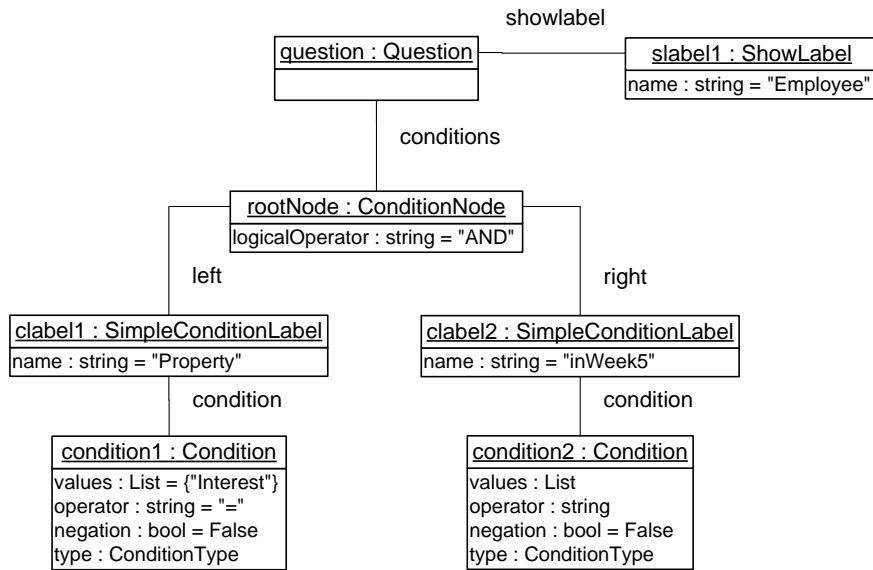 showlabel
question : Question
slabel1 : ShowLabel
name : string = "Employee"
conditions
rootNode : ConditionNode
logicalOperator : string = "AND"
left
right
clabel1 : SimpleConditionLabel
name : string = "Property"
clabel2 : SimpleConditionLabel
name : string = "inWeek5"
condition
condition
condition1 : Condition
values : List = {"Interest"}
operator : string = "="
negation : bool = False
type : ConditionType
condition2 : Condition
values : List
operator : string
negation : bool = False
type : ConditionType